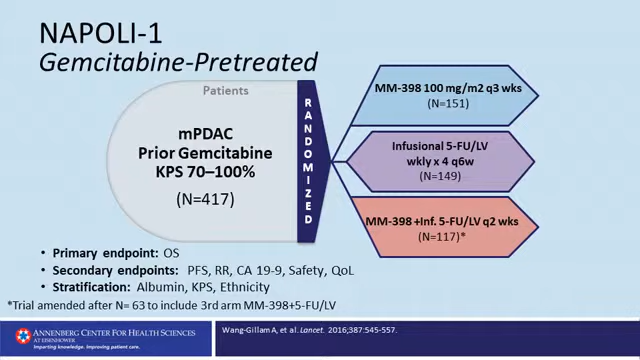 NAPOLI-1
Gemcitabine-Pretreated
Patients
mPDAC
Prior Gemcitabine
KPS 70–100%
(N=417)
RANDOMIZED
MM-398 100 mg/m2 q3 wks
(N=151)
Infusional 5-FU/LV
wkly x 4 q6w
(N=149)
MM-398 +Inf. 5-FU/LV q2 wks
(N=117)*
• Primary endpoint: OS
• Secondary endpoints: PFS, RR, CA 19-9, Safety, QoL
• Stratification: Albumin, KPS, Ethnicity
*Trial amended after N= 63 to include 3rd arm MM-398+5-FU/LV
ANNENBERG CENTER FOR HEALTH SCIENCES
AT EISENHOWER
Imparting knowledge. Improving patient care.
Wang-Gillam A, et al. Lancet. 2016;387:545-557.